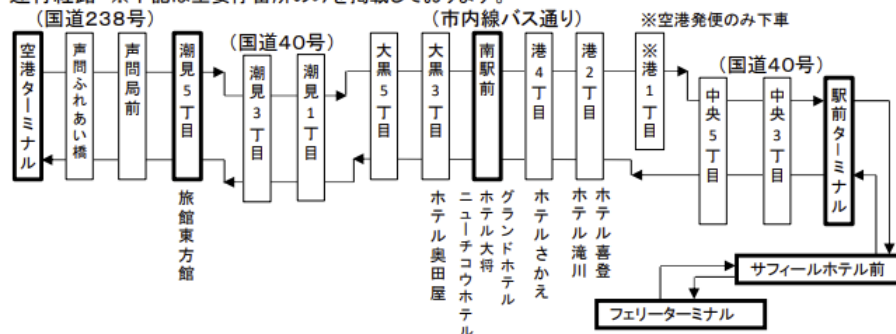 (国道238号)
(市内線バス通り)
※空港発便のみ下車
(国道40号)
(国道40号)
空港ターミナル
声問ふれあい橋
声問局前
潮見5丁目
潮見3丁目
潮見1丁目
大黒5丁目
大黒3丁目
南駅前
港4丁目
港2丁目
※港1丁目
中央5丁目
中央3丁目
駅前ターミナル
旅館東方館
ホテル奥田屋
ニューチコウホテル
ホテル大将
グランドホテル
ホテルさかえ
ホテル滝川
ホテル喜登
サフィールホテル前
フェリーターミナル